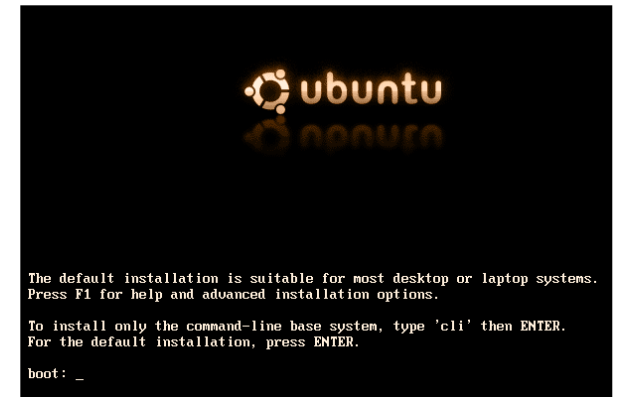 ubuntu
The default installation is suitable for most desktop or laptop systems.
Press F1 for help and advanced installation options.
To install only the command-line base system, type 'cli' then ENTER.
For the default installation, press ENTER.
boot: _